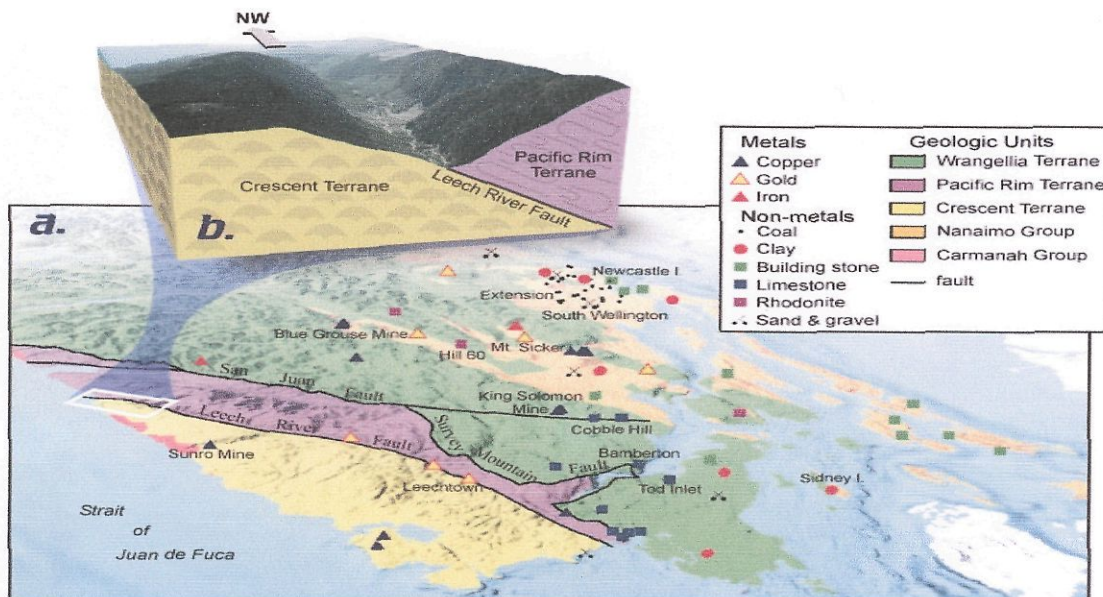 NW
Pacific Rim
Terrane
Crescent Terrane
Leech River Fault
a.
b.
Metals
Copper
Gold
Iron
Non-metals
Coal
Clay
Building stone
Limestone
Rhodonite
Sand & gravel
Geologic Units
Wrangellia Terrane
Pacific Rim Terrane
Crescent Terrane
Nanaimo Group
Carmanah Group
fault
Newcastle I.
Extension
South Wellington
Blue Grouse Mine
Hill 60
Mt. Sicker
San Juan Fault
King Solomon
Mine
Cobble Hill
Leech River Fault
Survey Mountain Fault
Bamberton
Sunro Mine
Leechtown
Tod Inlet
Sidney I.
Strait
of
Juan de Fuca